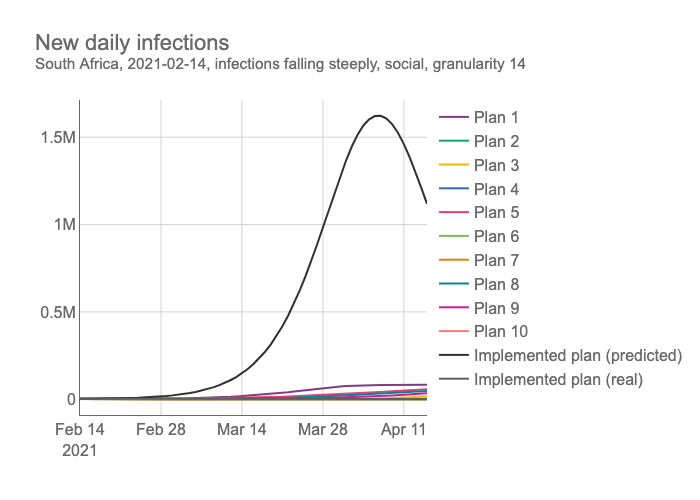 New daily infections
South Africa, 2021-02-14, infections falling steeply, social, granularity 14
1.5M
1M
0.5M
0
Feb 14
2021
Feb 28
Mar 14
Mar 28
Apr 11
Plan 1
Plan 2
Plan 3
Plan 4
Plan 5
Plan 6
Plan 7
Plan 8
Plan 9
Plan 10
Implemented plan (predicted)
Implemented plan (real)